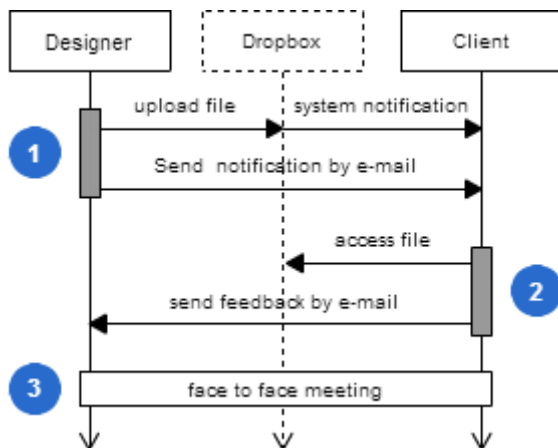 Designer
Dropbox
Client
upload file
system notification
1
Send notification by e-mail
access file
2
send feedback by e-mail
3
face to face meeting